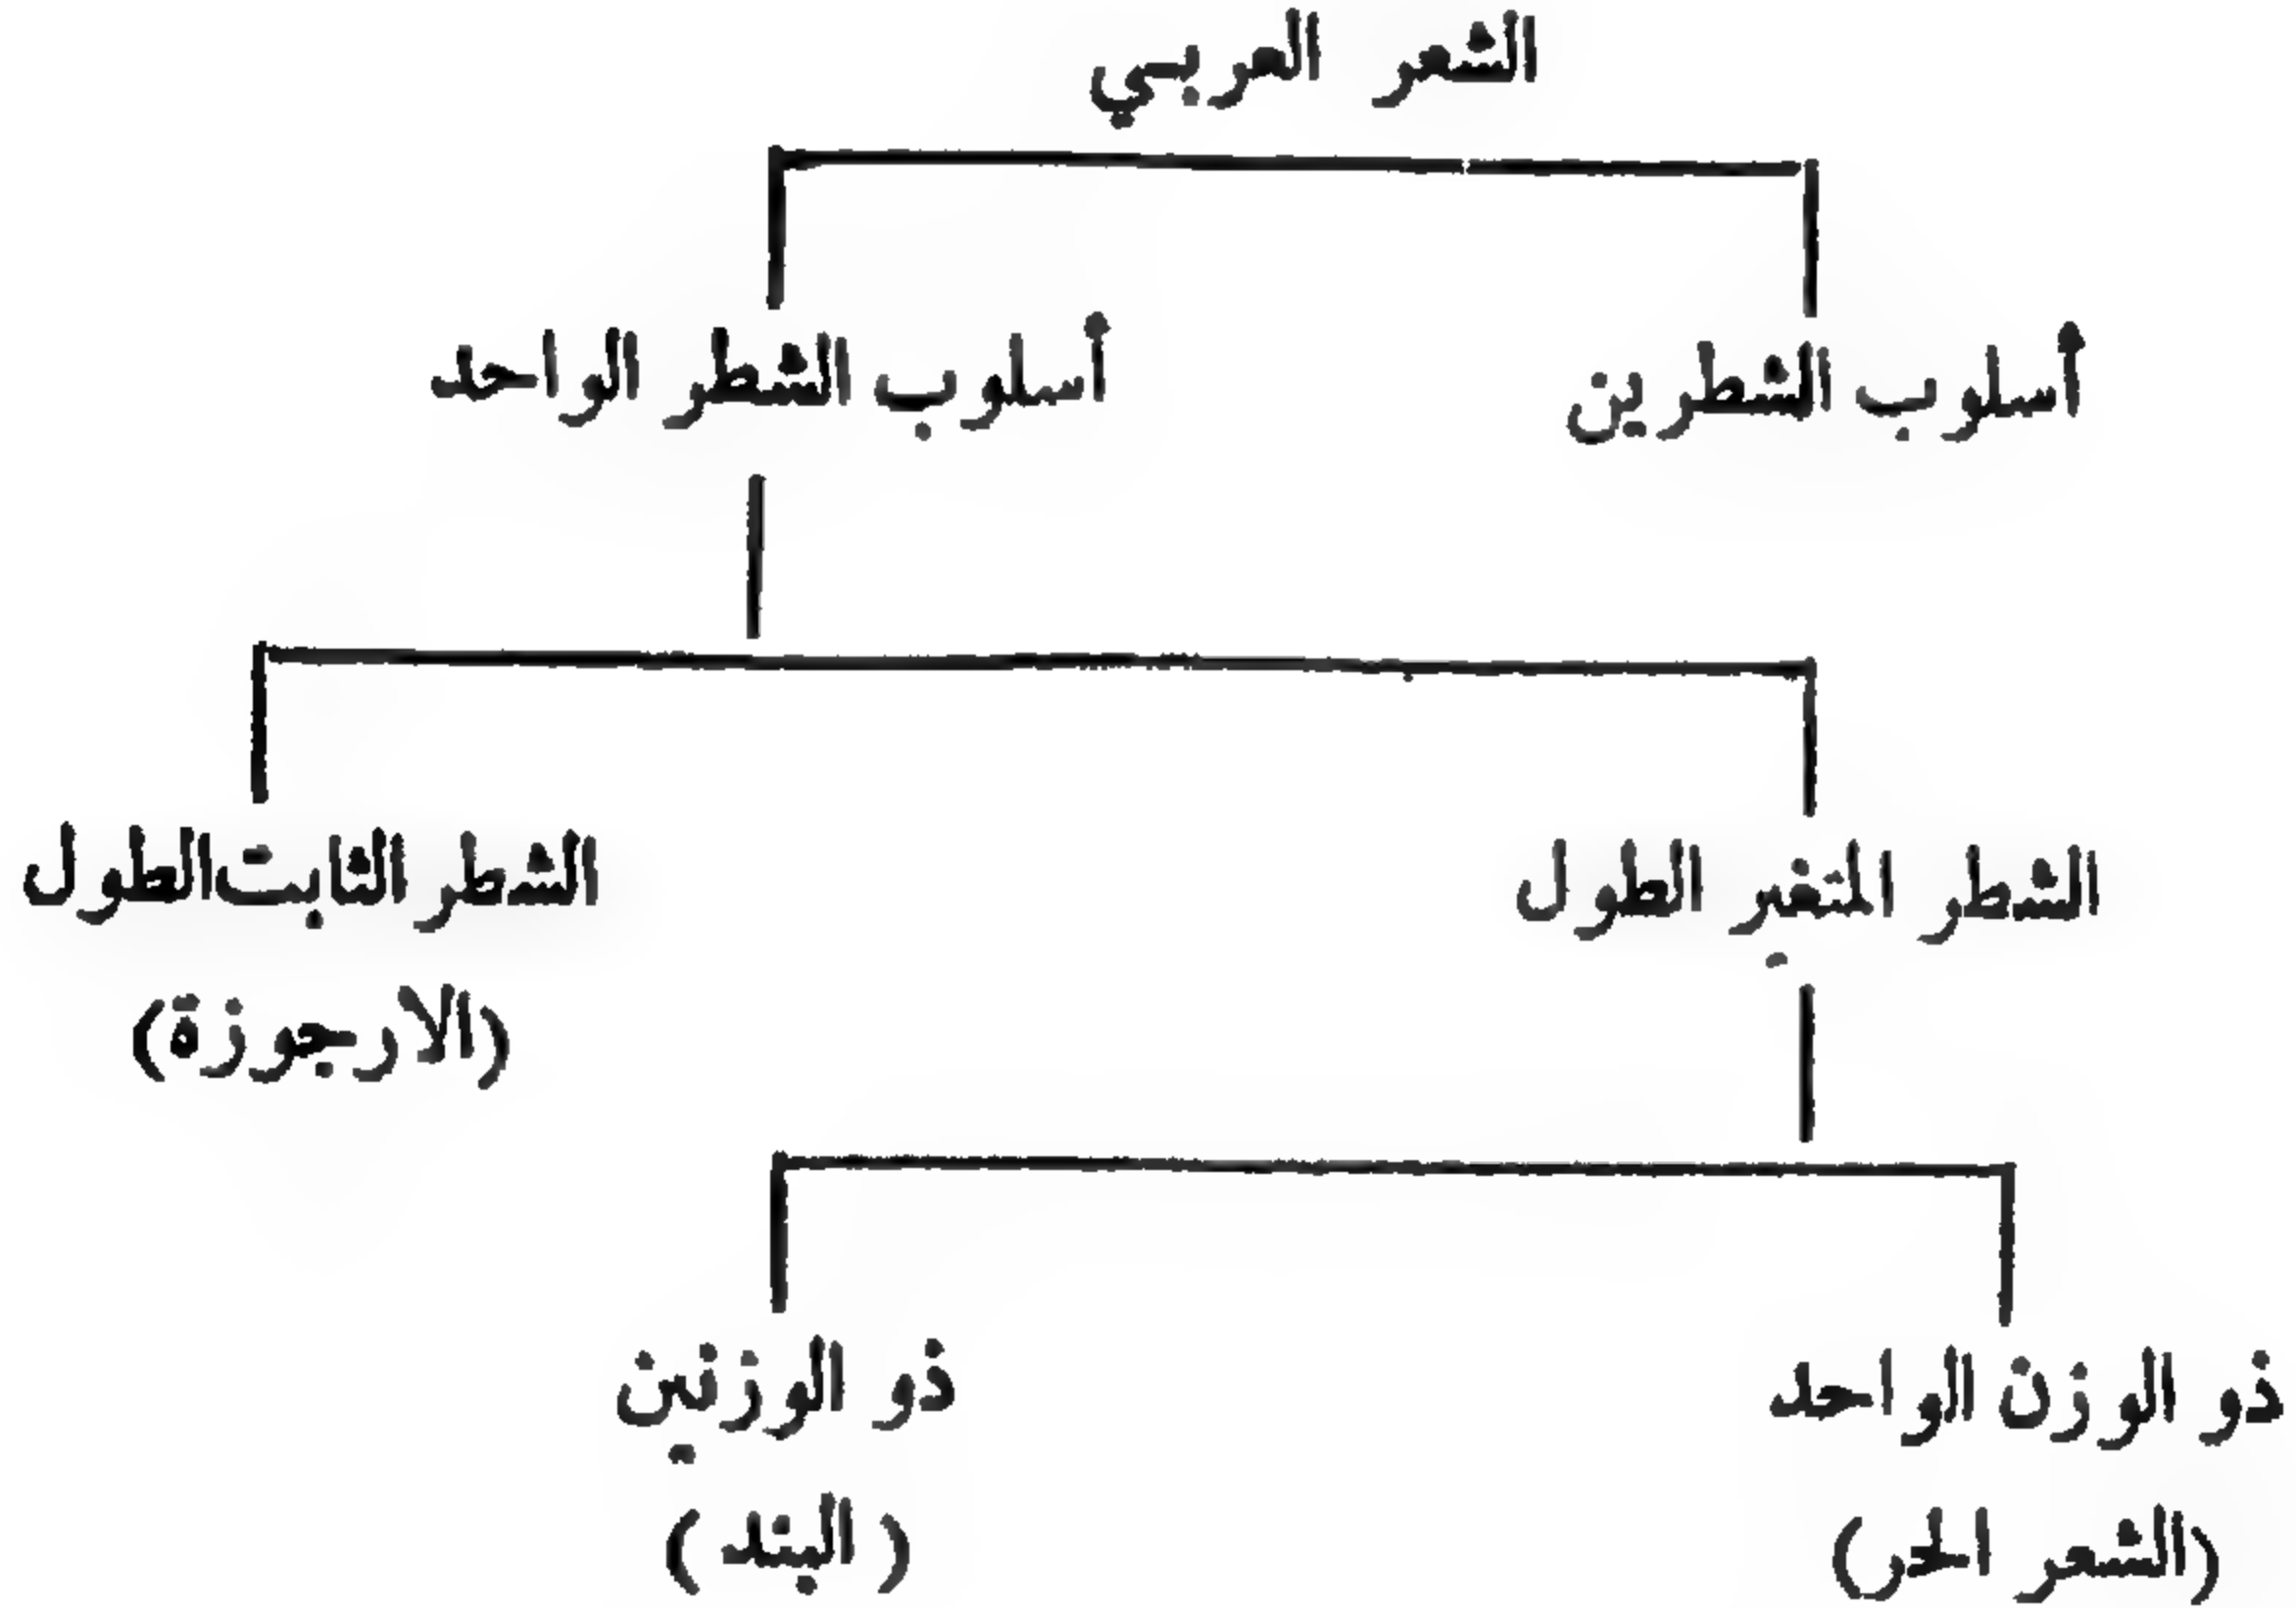 الشعر العربي
أسلوب الشطرين
أسلوب الشطر الواحد
الشطر المتغير الطول
الشطر الثابت الطول
(الارجوزة)
ذو الوزن الواحد
(الشعر الحر)
ذو الوزنين
( البند )